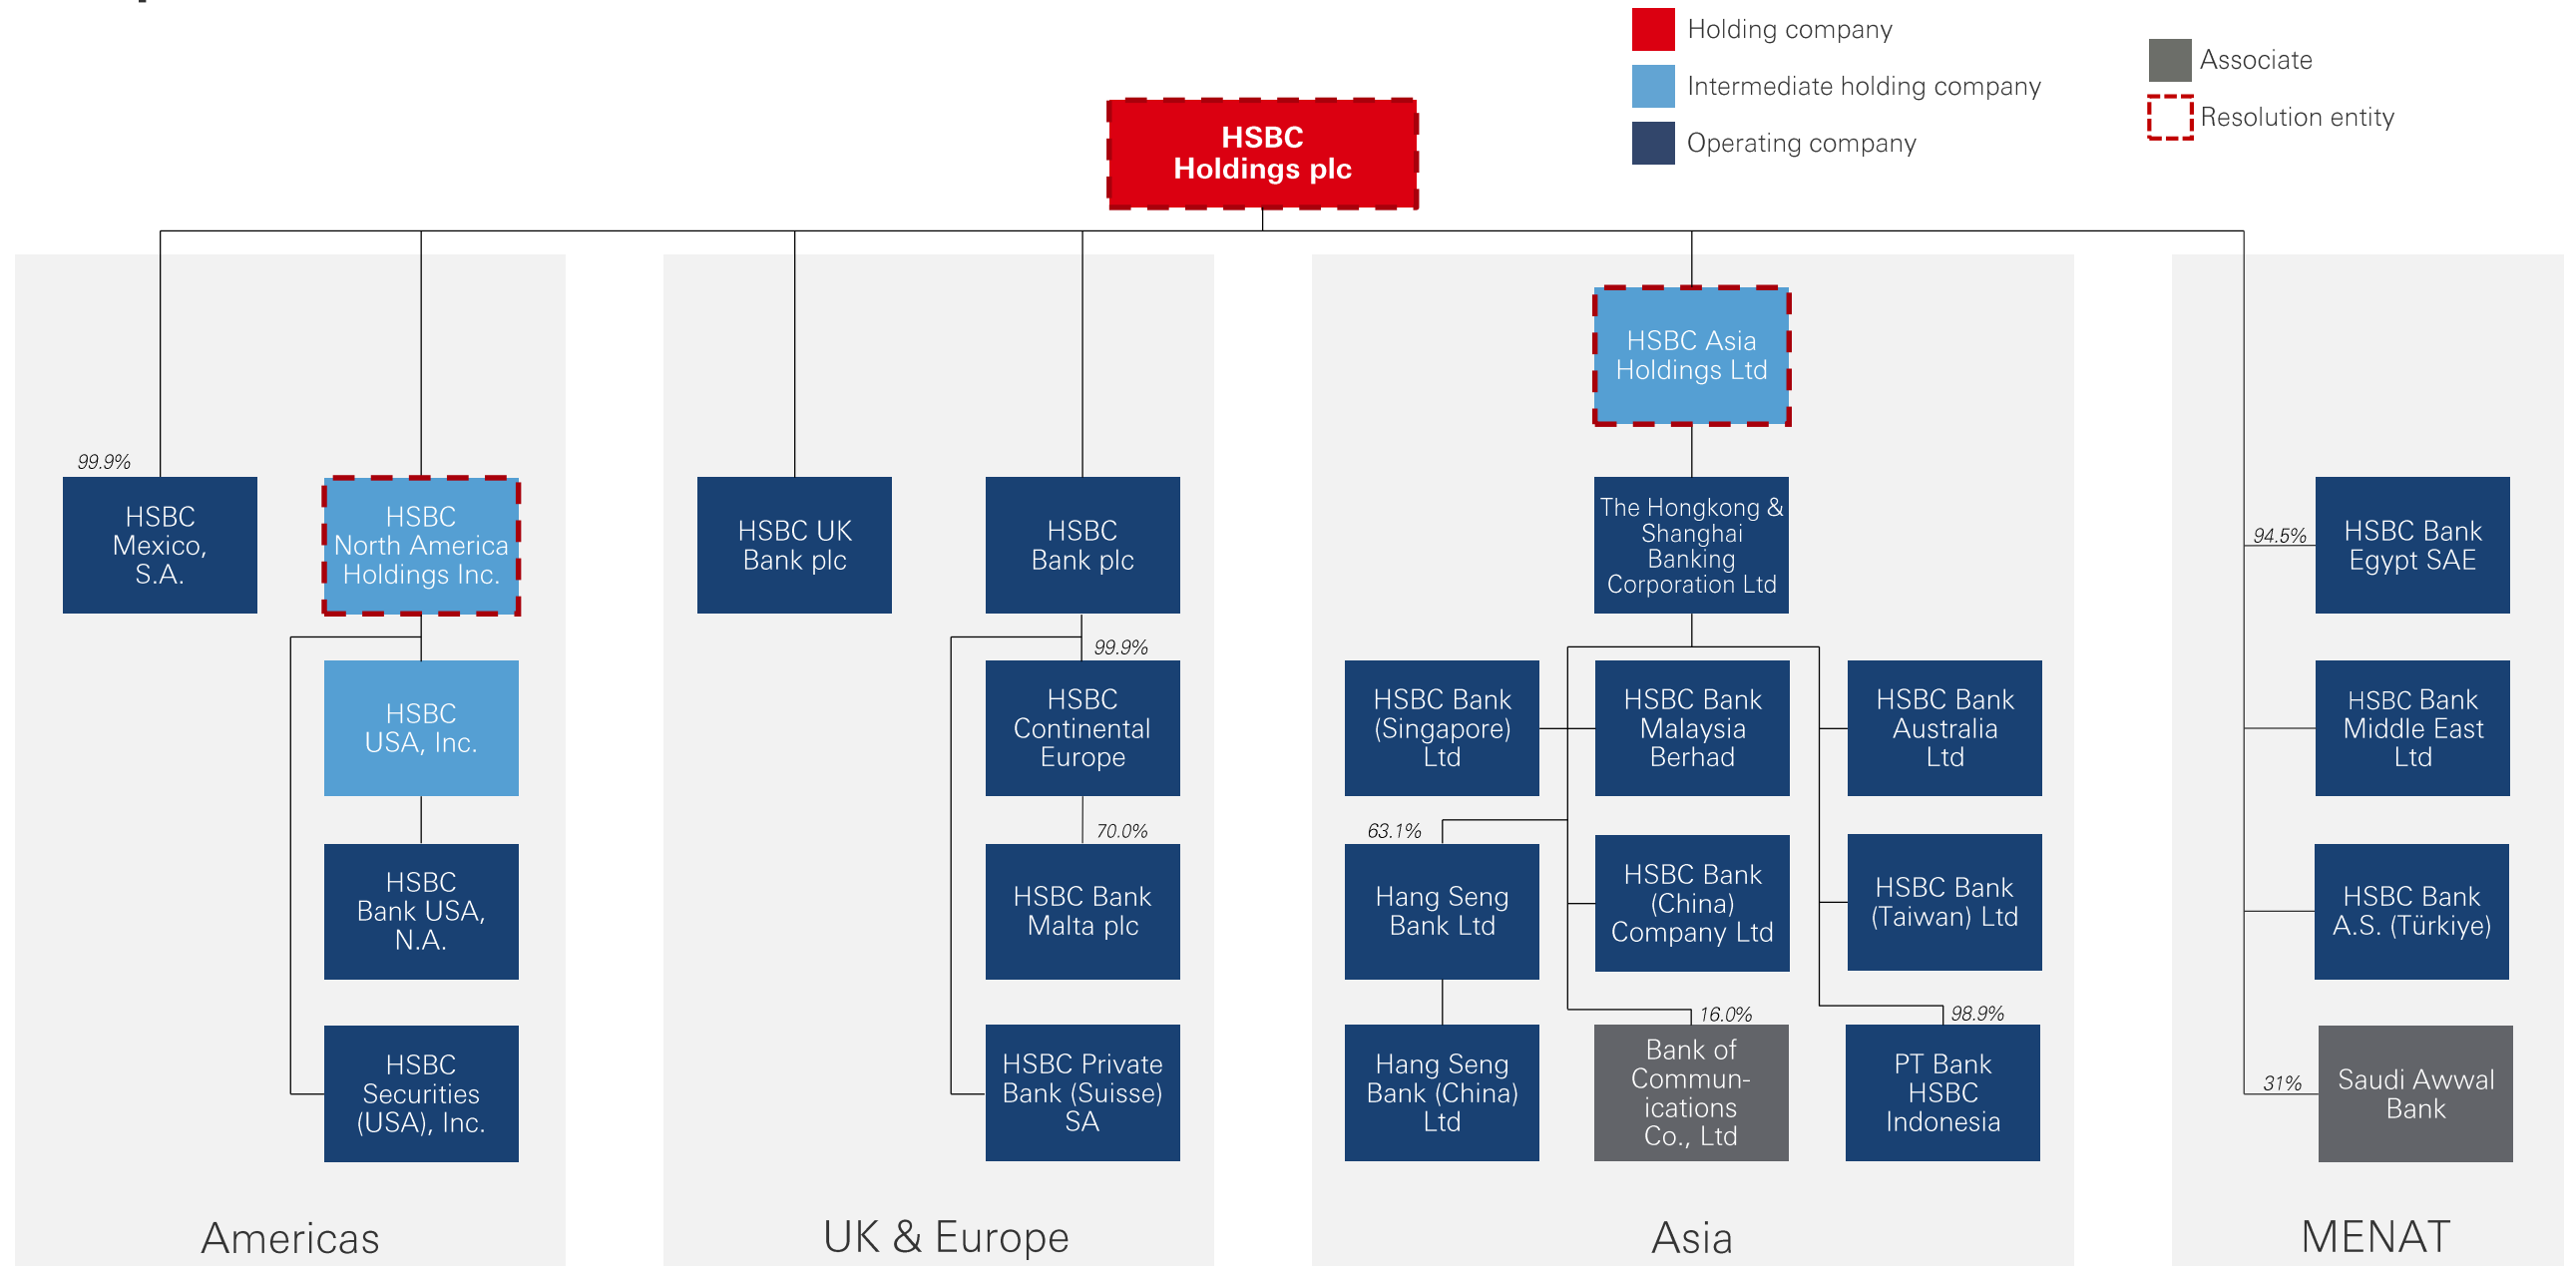 Holding company
Intermediate holding company
Operating company
Associate
Resolution entity
HSBC
Holdings plc
99.9%
HSBC
Mexico,
S.A.
HSBC
North America
Holdings Inc.
HSBC
USA, Inc.
HSBC
Bank USA,
N.A.
HSBC
Securities
(USA), Inc.
Americas
HSBC UK
Bank plc
HSBC
Bank plc
99.9%
HSBC
Continental
Europe
70.0%
HSBC Bank
Malta plc
HSBC Private
Bank (Suisse)
SA
UK & Europe
HSBC Asia
Holdings Ltd
The Hongkong &
Shanghai
Banking
Corporation Ltd
HSBC Bank
(Singapore)
Ltd
HSBC Bank
Malaysia
Berhad
HSBC Bank
Australia
Ltd
63.1%
Hang Seng
Bank Ltd
HSBC Bank
(China)
Company Ltd
HSBC Bank
(Taiwan) Ltd
Hang Seng
Bank (China)
Ltd
16.0%
Bank of
Commun-
ications
Co., Ltd
98.9%
PT Bank
HSBC
Indonesia
Asia
94.5%
HSBC Bank
Egypt SAE
HSBC Bank
Middle East
Ltd
HSBC Bank
A.S. (Türkiye)
31%
Saudi Awwal
Bank
MENAT